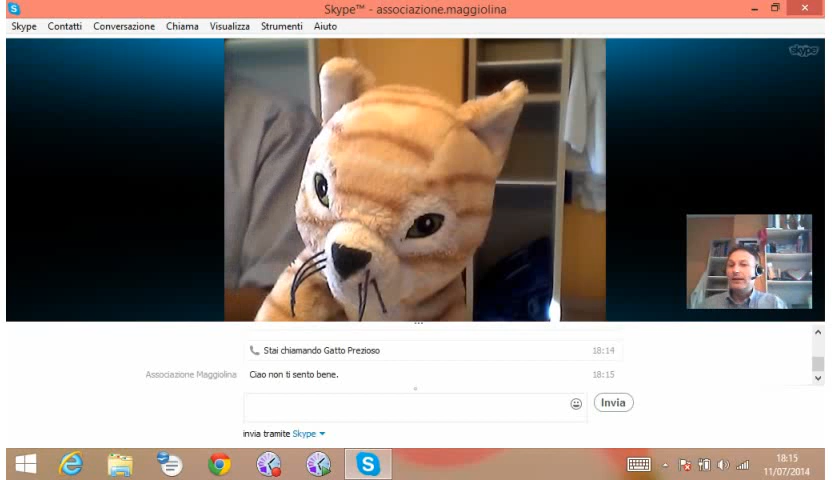 Skype™ - associazione.maggiolina
Skype Contatti Conversazione Chiama Visualizza Strumenti Aiuto
skype
Stai chiamando Gatto Prezioso 18:14
Associazione Maggiolina Ciao non ti sento bene. 18:15
Invia
invia tramite Skype
18:15
11/07/2014